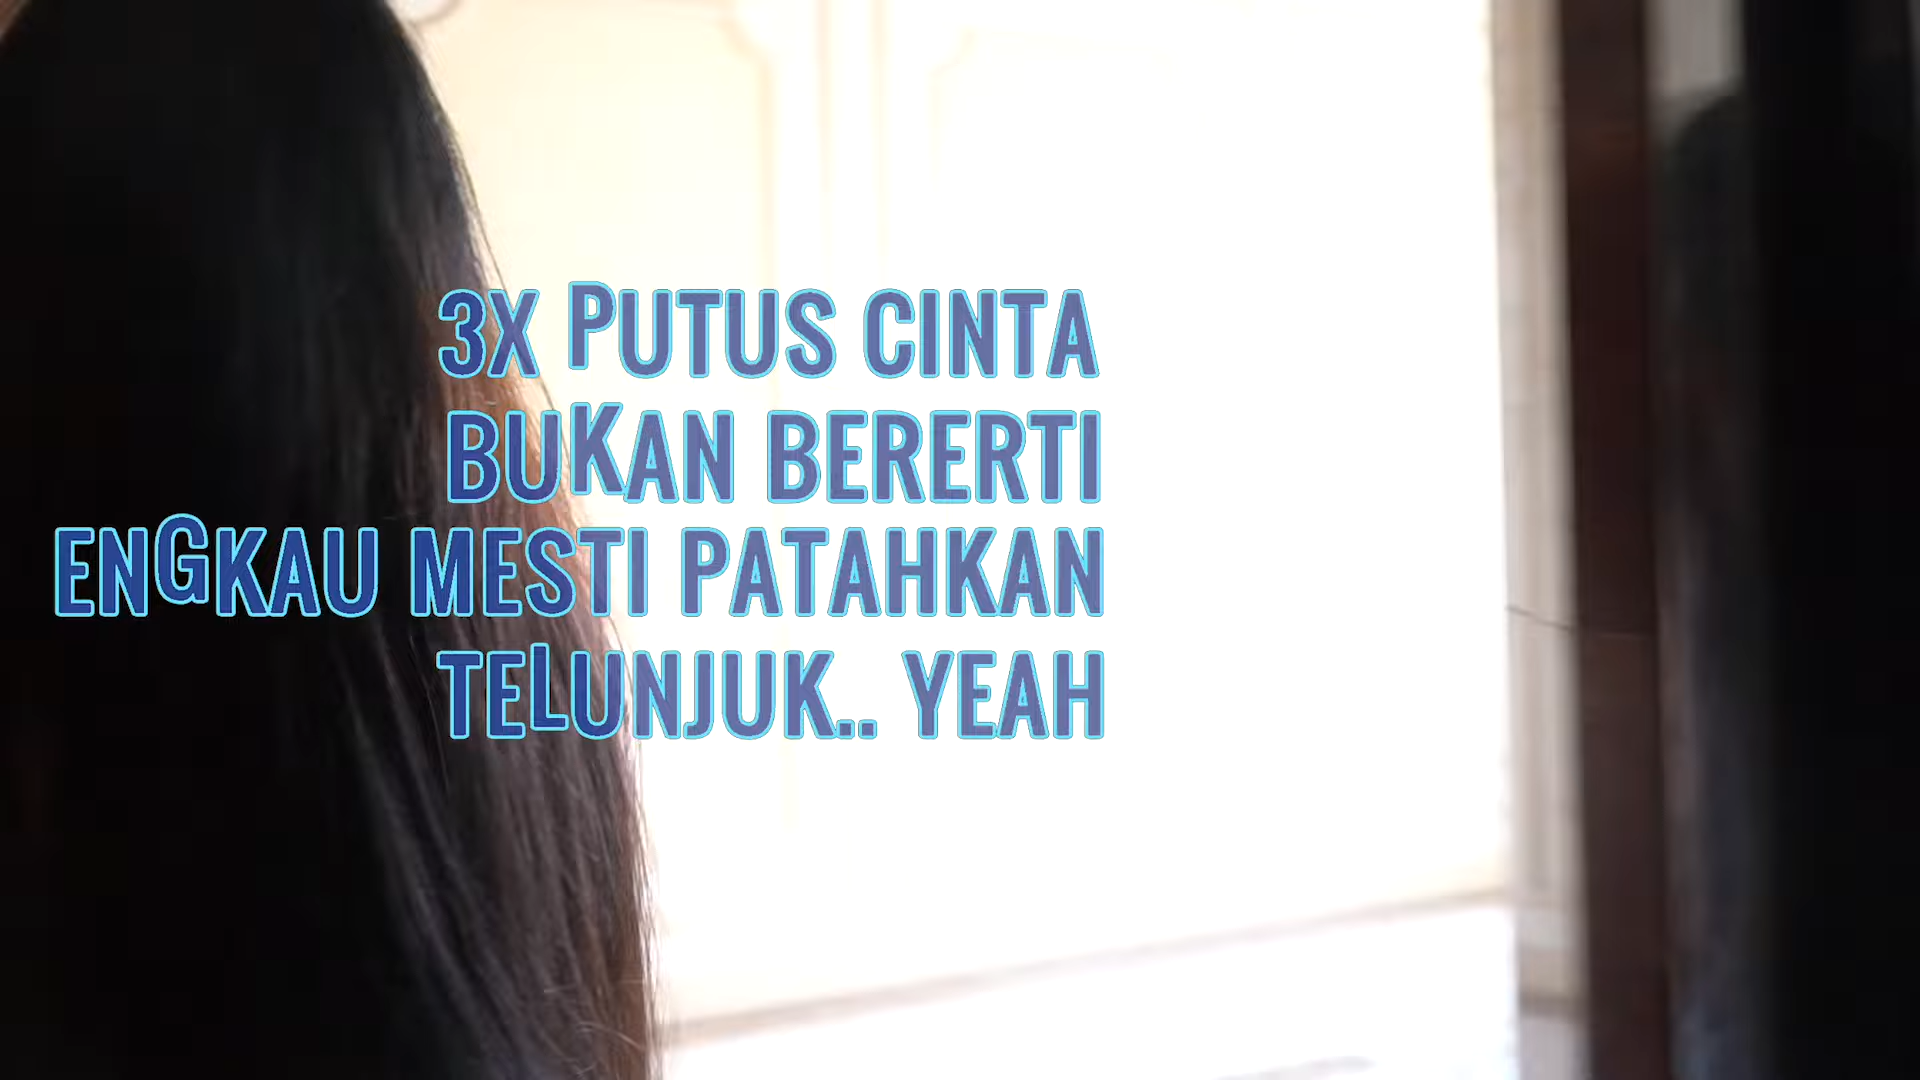 3X PUTUS CINTA
BUKAN BERERTI
ENGKAU MESTI PATAHKAN
TELUNJUK.. YEAH